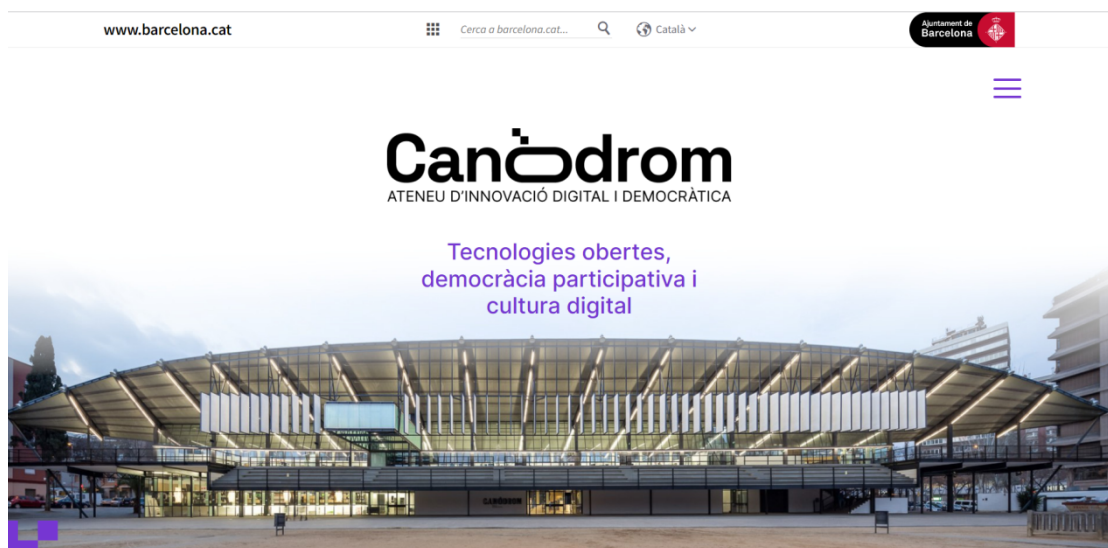 www.barcelona.cat
Cerca a barcelona.cat...
Català
Ajuntament de
Barcelona
Canòdrom
ATENEU D'INNOVACIÓ DIGITAL I DEMOCRÀTICA
Tecnologies obertes,
democràcia participativa i
cultura digital
CANÒDROM